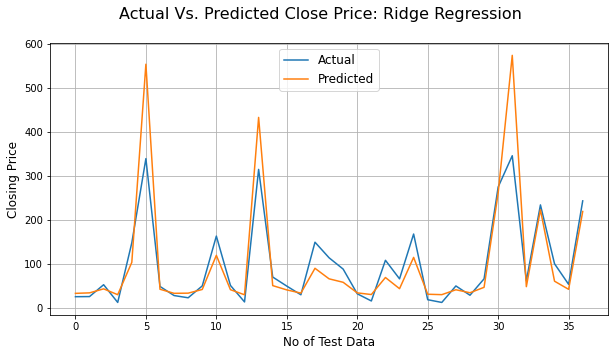 Actual Vs. Predicted Close Price: Ridge Regression
600
500
400
300
200
100
0
Closing Price
Actual
Predicted
0 5 10 15 20 25 30 35
No of Test Data